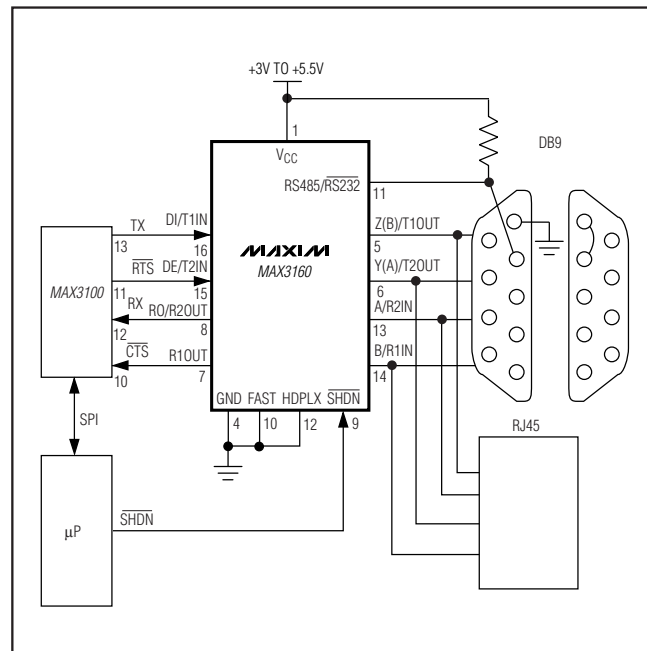 +3V TO +5.5V
1
VCC
DB9
RS485/RS232
11
TX
DI/T1IN
13
16
RTS
DE/T2IN
11
15
RX
RO/R2OUT
12
8
CTS
R1OUT
10
7
MAX3100
MAXIM
MAX3160
Z(B)/T1OUT
5
Y(A)/T2OUT
6
A/R2IN
13
B/R1IN
14
GND
FAST
HDPLX
SHDN
4
10
12
9
SPI
RJ45
µP
SHDN